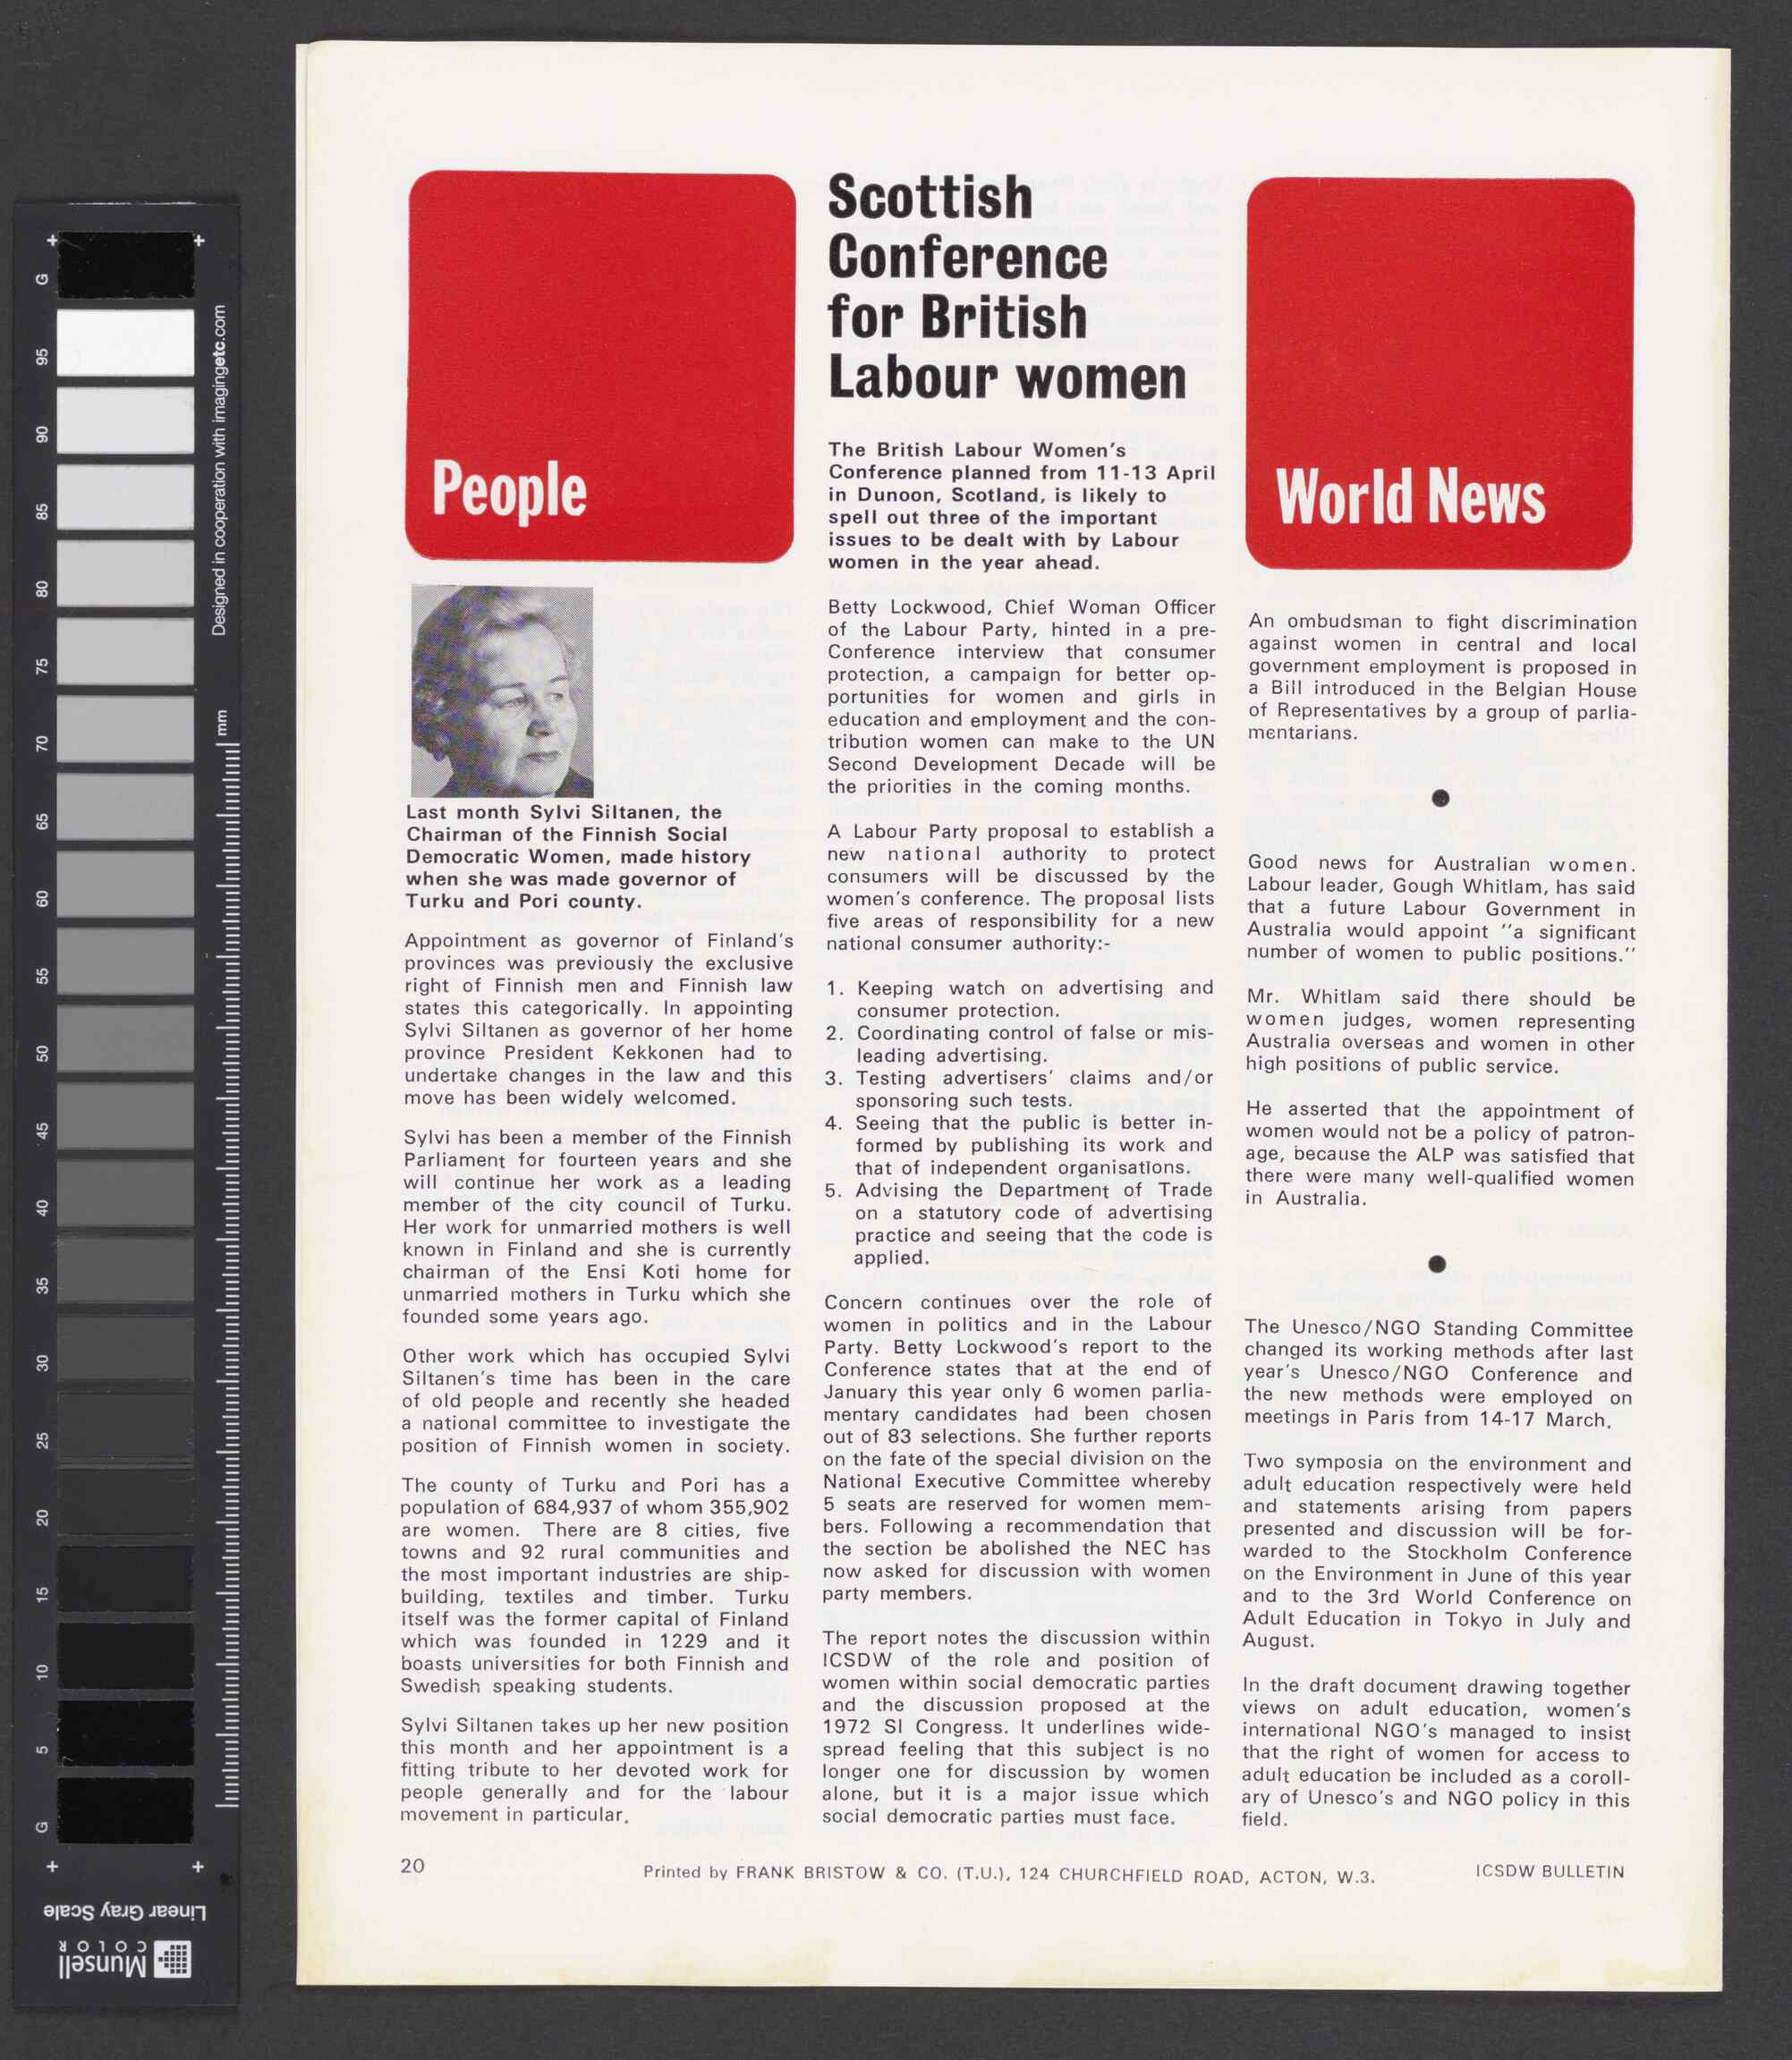 People
Last month Sylvi Siltanen, the
Chairman of the Finnish Social
Democratic Women, made history
when she was made governor of
Turku and Pori county.
Appointment as governor of Finland's
provinces was previously the exclusive
right of Finnish men and Finnish law
states this categorically. In appointing
Sylvi Siltanen as governor of her home
province President Kekkonen had to
undertake changes in the law and this
move has been widely welcomed.
Sylvi has been a member of the Finnish
Parliament for fourteen years and she
will continue her work as a leading
member of the city council of Turku.
Her work for unmarried mothers is well
known in Finland and she is currently
chairman of the Ensi Koti home for
unmarried mothers in Turku which she
founded some years ago.
Other work which has occupied Sylvi
Siltanen's time has been in the care
of old people and recently she headed
a national committee to investigate the
position of Finnish women in society.
The county of Turku and Pori has a
population of 684,937 of whom 355,902
are women. There are 8 cities, five
towns and 92 rural communities and
the most important industries are ship-
building, textiles and timber. Turku
itself was the former capital of Finland
which was founded in 1229 and it
boasts universities for both Finnish and
Swedish speaking students.
Sylvi Siltanen takes up her new position
this month and her appointment is a
fitting tribute to her devoted work for
people generally and for the labour
movement in particular.
Scottish
Conference
for British
Labour women
The British Labour Women's
Conference planned from 11-13 April
in Dunoon, Scotland, is likely to
spell out three of the important
issues to be dealt with by Labour
women in the year ahead.
Betty Lockwood, Chief Woman Officer
of the Labour Party, hinted in a pre-
Conference interview that consumer
protection, a campaign for better op-
portunities for women and girls in
education and employment and the con-
tribution women can make to the UN
Second Development Decade will be
the priorities in the coming months.
A Labour Party proposal to establish a
new national authority to protect
consumers will be discussed by the
women's conference. The proposal lists
five areas of responsibility for a new
national consumer authority:-
1. Keeping watch on advertising and
consumer protection.
2. Coordinating control of false or mis-
leading advertising.
3. Testing advertisers' claims and/or
sponsoring such tests.
4. Seeing that the public is better in-
formed by publishing its work and
that of independent organisations.
5. Advising the Department of Trade
on a statutory code of advertising
practice and seeing that the code is
applied.
Concern continues over the role of
women in politics and in the Labour
Party. Betty Lockwood's report to the
Conference states that at the end of
January this year only 6 women parlia-
mentary candidates had been chosen
out of 83 selections. She further reports
on the fate of the special division on the
National Executive Committee whereby
5 seats are reserved for women mem-
bers. Following a recommendation that
the section be abolished the NEC has
now asked for discussion with women
party members.
The report notes the discussion within
ICSDW of the role and position of
women within social democratic parties
and the discussion proposed at the
1972 SI Congress. It underlines wide-
spread feeling that this subject is no
longer one for discussion by women
alone, but it is a major issue which
social democratic parties must face.
World News
An ombudsman to fight discrimination
against women in central and local
government employment is proposed in
a Bill introduced in the Belgian House
of Representatives by a group of parlia-
mentarians.
Good news for Australian women.
Labour leader, Gough Whitlam, has said
that a future Labour Government in
Australia would appoint "a significant
number of women to public positions."
Mr. Whitlam said there should be
women judges, women representing
Australia overseas and women in other
high positions of public service.
He asserted that the appointment of
women would not be a policy of patron-
age, because the ALP was satisfied that
there were many well-qualified women
in Australia.
The Unesco/NGO Standing Committee
changed its working methods after last
year's Unesco/NGO Conference and
the new methods were employed on
meetings in Paris from 14-17 March.
Two symposia on the environment and
adult education respectively were held
and statements arising from papers
presented and discussion will be for-
warded to the Stockholm Conference
on the Environment in June of this year
and to the 3rd World Conference on
Adult Education in Tokyo in July and
August.
In the draft document drawing together
views on adult education, women's
international NGO's managed to insist
that the right of women for access to
adult education be included as a coroll-
ary of Unesco's and NGO policy in this
field.
20
Printed by FRANK BRISTOW & CO. (T.U.), 124 CHURCHFIELD ROAD, ACTON, W.3.
ICSDW BULLETIN
G
95
90
85
80
75
70
65
60
55
50
45
40
35
30
25
20
15
10
5
G
Designed in cooperation with imagingetc.com
mm
Linear Gray Scale
Munsell
COLOR